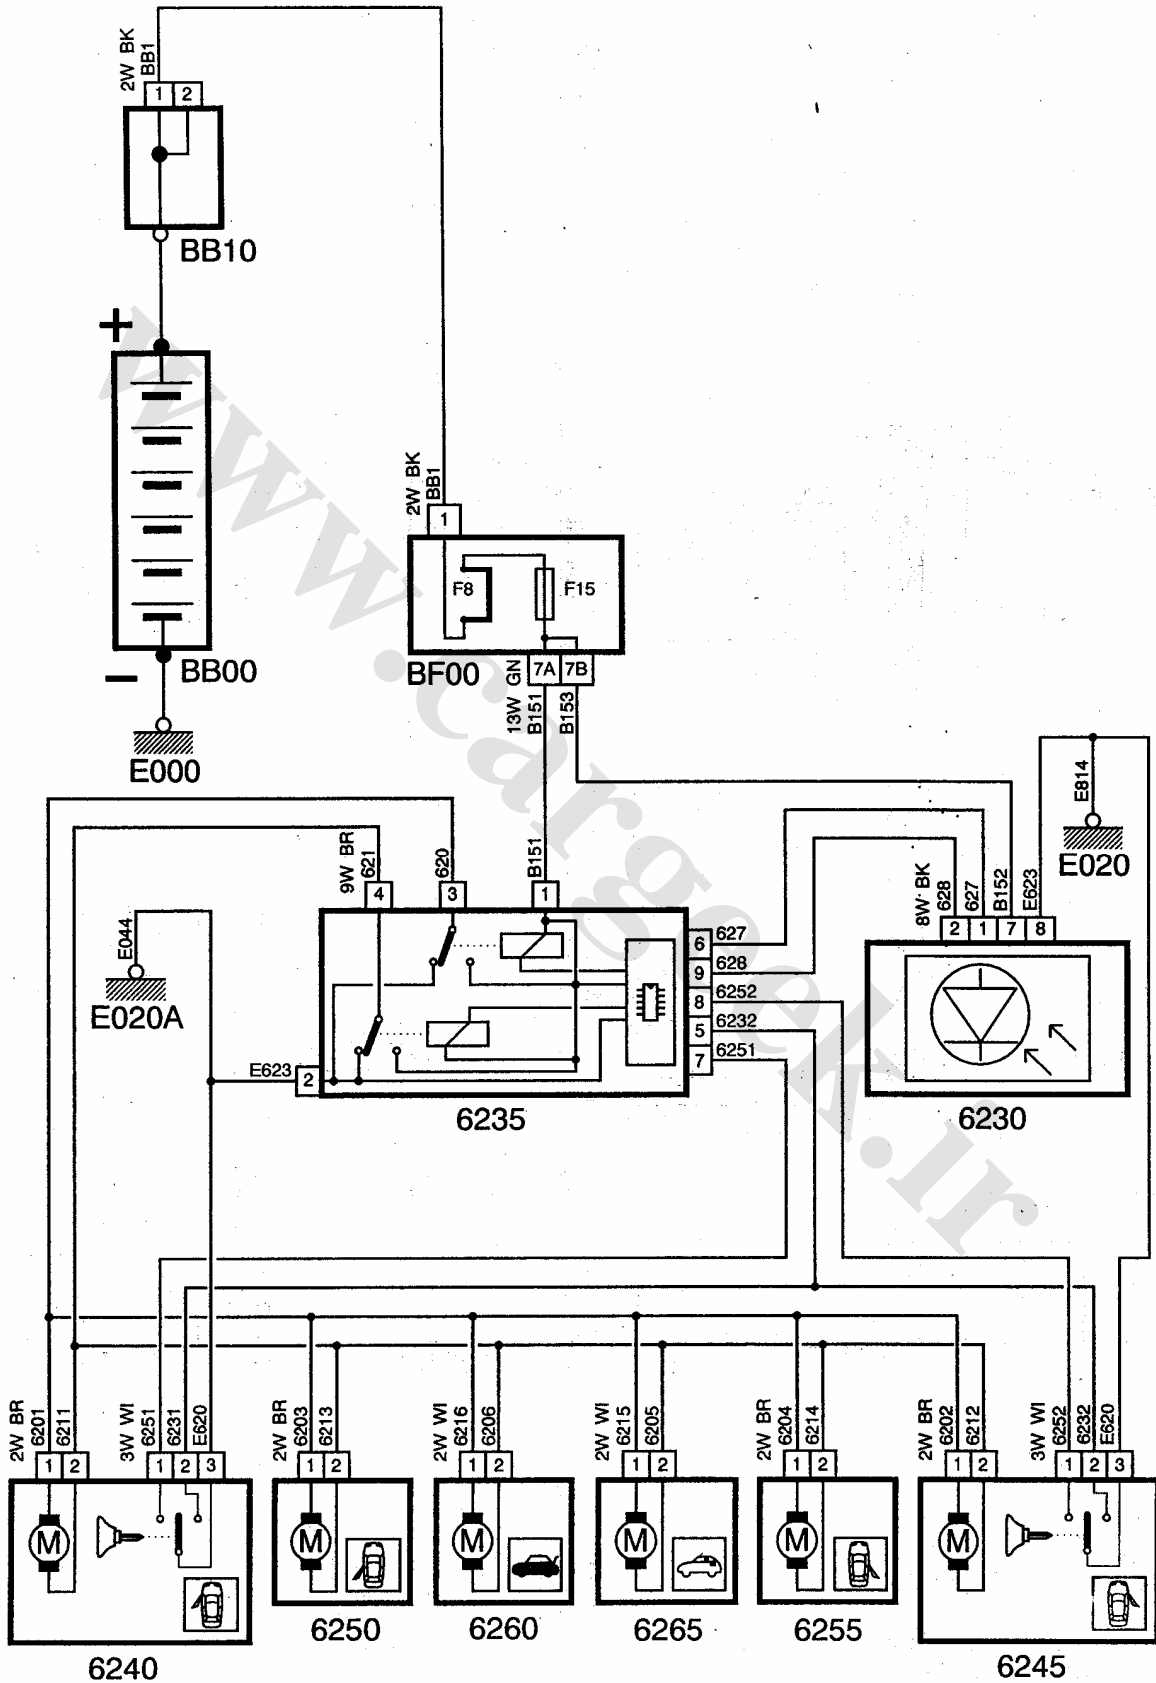 2W BK
BB1
1 2
BB10
+
BB00
−
E000
2W BK
BB1
1
F8
F15
BF00
7A 7B
13W GN
B151
B153
E814
E020
9W BR
621
620
B151
4
3
1
E044
E020A
E623
2
6 627
9 628
8 6252
5 6232
7 6251
6235
8W BK
628
627
B152
E623
2 1 7 8
6230
2W BR
6201
6211
1 2
3W WI
6251
6231
E620
1 2 3
M
6240
2W BR
6203
6213
1 2
M
6250
2W WI
6216
6206
1 2
M
6260
2W WI
6215
6205
1 2
M
6265
2W BR
6204
6214
1 2
M
6255
2W BR
6202
6212
1 2
3W WI
6252
6232
E620
1 2 3
M
6245
www.cargeek.ir